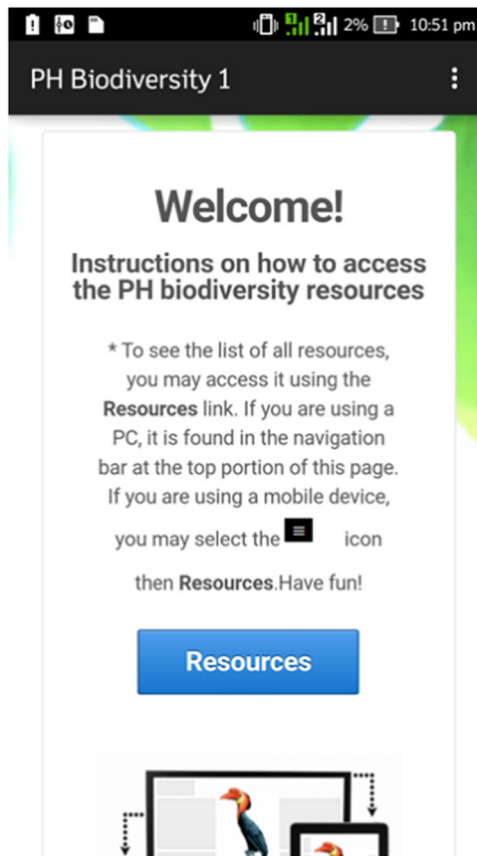 2% 10:51 pm
PH Biodiversity 1
Welcome!
Instructions on how to access
the PH biodiversity resources
* To see the list of all resources,
you may access it using the
Resources link. If you are using a
PC, it is found in the navigation
bar at the top portion of this page.
If you are using a mobile device,
you may select the icon
then Resources.Have fun!
Resources